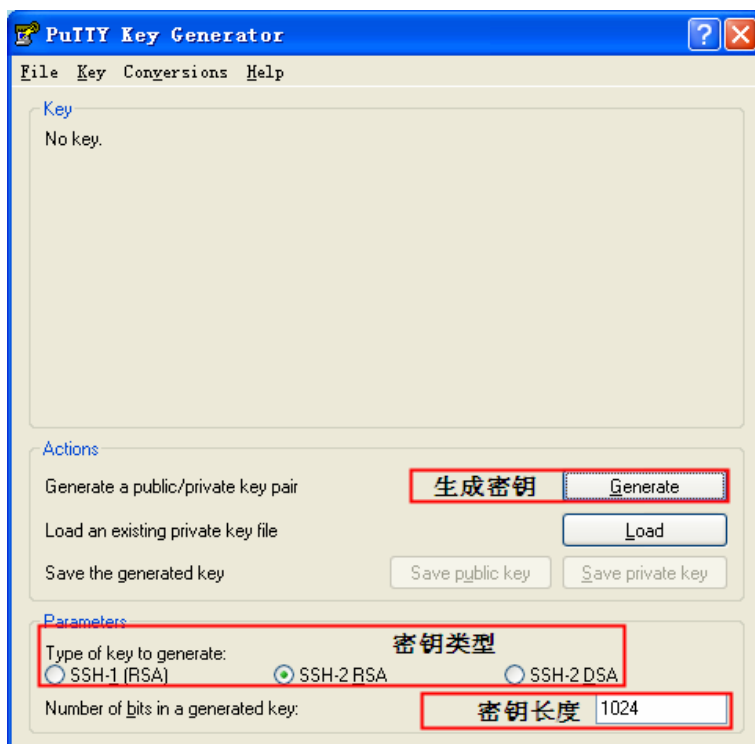 PuTTY Key Generator
File Key Conversions Help
Key
No key.
Actions
Generate a public/private key pair 生成密钥 Generate
Load an existing private key file Load
Save the generated key Save public key Save private key
Parameters
Type of key to generate: 密钥类型
SSH-1 (RSA) SSH-2 RSA SSH-2 DSA
Number of bits in a generated key: 密钥长度 1024